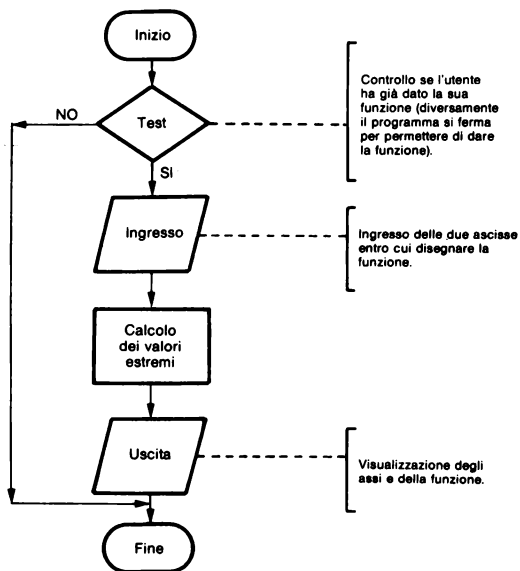 Inizio
Controllo se l'utente
ha già dato la sua
funzione (diversamente
il programma si ferma
per permettere di dare
la funzione).
NO
Test
SI
Ingresso
Ingresso delle due ascisse
entro cui disegnare la
funzione.
Calcolo
dei valori
estremi
Uscita
Visualizzazione degli
assi e della funzione.
Fine